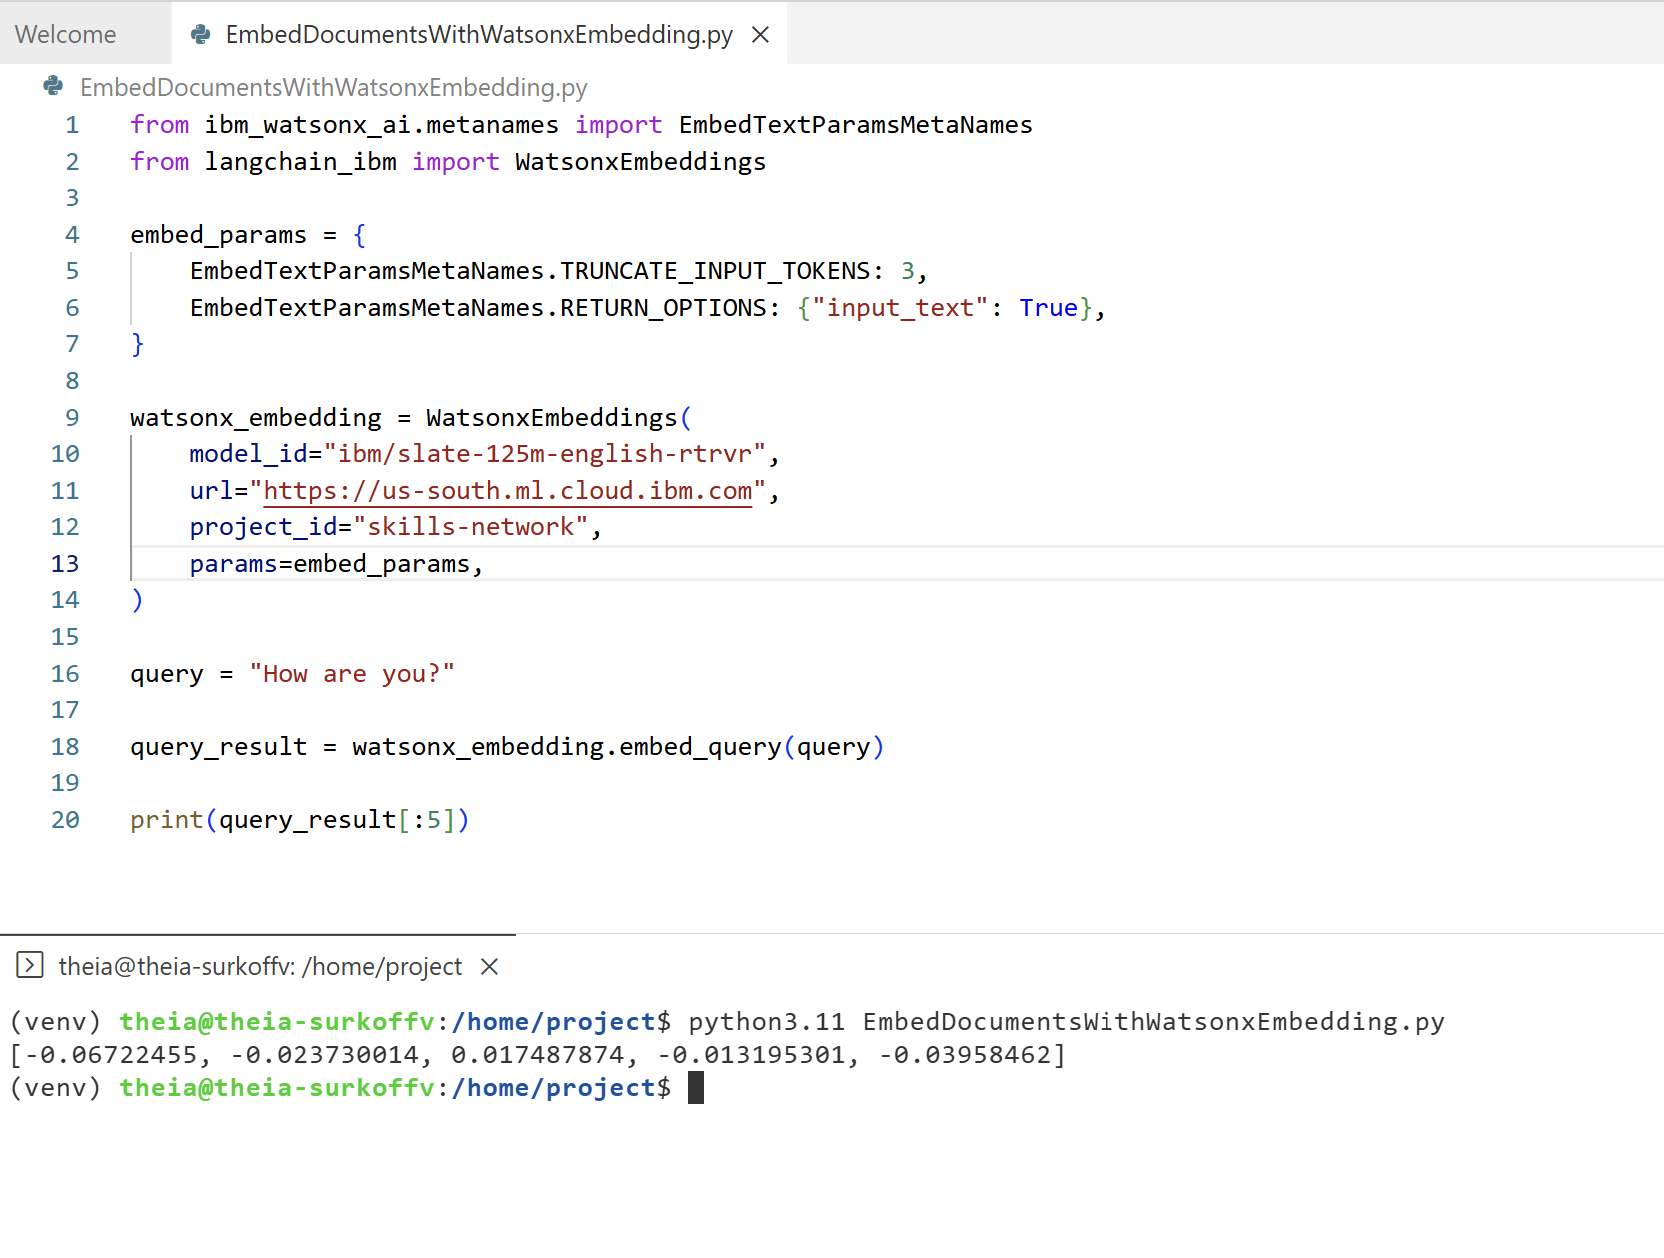 Welcome
EmbedDocumentsWithWatsonxEmbedding.py
EmbedDocumentsWithWatsonxEmbedding.py
1 from ibm_watsonx_ai.metanames import EmbedTextParamsMetaNames
2 from langchain_ibm import WatsonxEmbeddings
3
4 embed_params = {
5     EmbedTextParamsMetaNames.TRUNCATE_INPUT_TOKENS: 3,
6     EmbedTextParamsMetaNames.RETURN_OPTIONS: {"input_text": True},
7 }
8
9 watsonx_embedding = WatsonxEmbeddings(
10     model_id="ibm/slate-125m-english-rtrvr",
11     url="https://us-south.ml.cloud.ibm.com",
12     project_id="skills-network",
13     params=embed_params,
14 )
15
16 query = "How are you?"
17
18 query_result = watsonx_embedding.embed_query(query)
19
20 print(query_result[:5])
theia@theia-surkoffv: /home/project
(venv) theia@theia-surkoffv:/home/project$ python3.11 EmbedDocumentsWithWatsonxEmbedding.py
[-0.06722455, -0.023730014, 0.017487874, -0.013195301, -0.03958462]
(venv) theia@theia-surkoffv:/home/project$